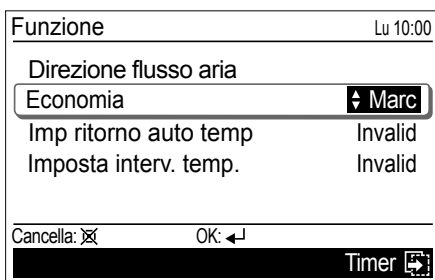 Funzione Lu 10:00
Direzione flusso aria
Economia Marc
Imp ritorno auto temp Invalid
Imposta interv. temp. Invalid
Cancella: OK:
Timer